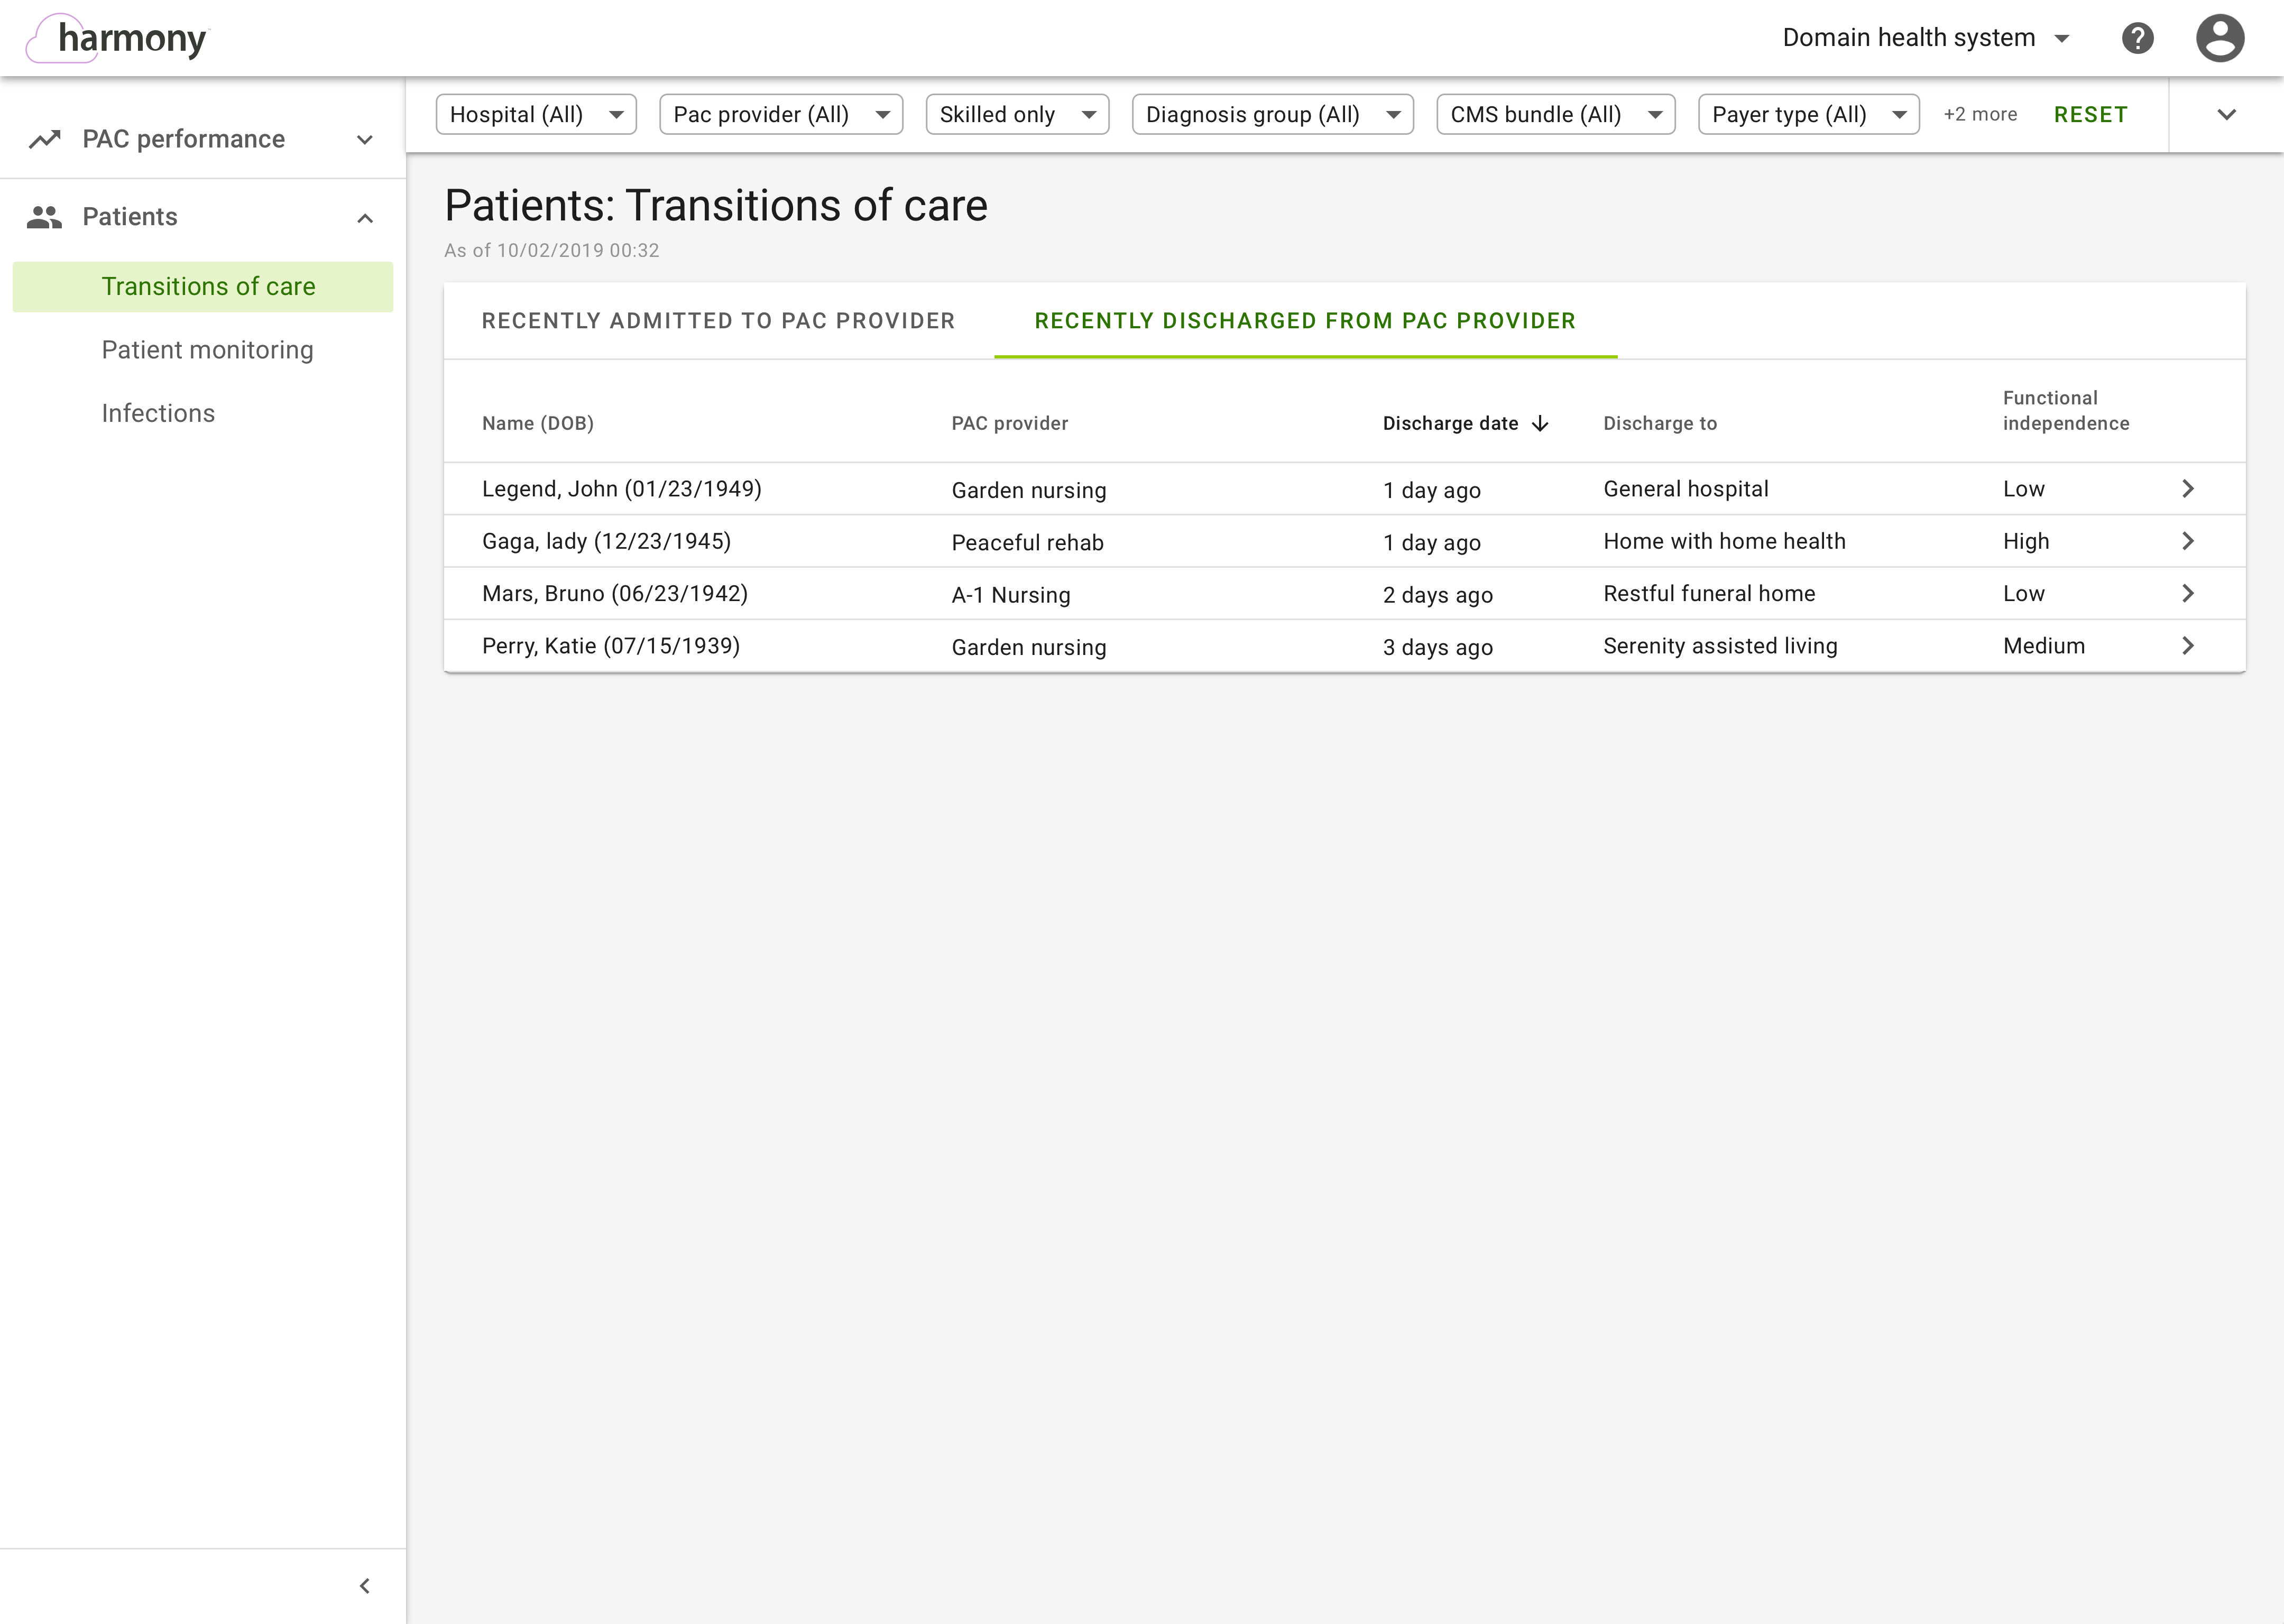 harmony
Domain health system
PAC performance
Patients
Transitions of care
Patient monitoring
Infections
Hospital (All)
Pac provider (All)
Skilled only
Diagnosis group (All)
CMS bundle (All)
Payer type (All)
+2 more
RESET
Patients: Transitions of care
As of 10/02/2019 00:32
RECENTLY ADMITTED TO PAC PROVIDER
RECENTLY DISCHARGED FROM PAC PROVIDER
Name (DOB) PAC provider Discharge date Discharge to Functional
independence
Legend, John (01/23/1949) Garden nursing 1 day ago General hospital Low
Gaga, lady (12/23/1945) Peaceful rehab 1 day ago Home with home health High
Mars, Bruno (06/23/1942) A-1 Nursing 2 days ago Restful funeral home Low
Perry, Katie (07/15/1939) Garden nursing 3 days ago Serenity assisted living Medium